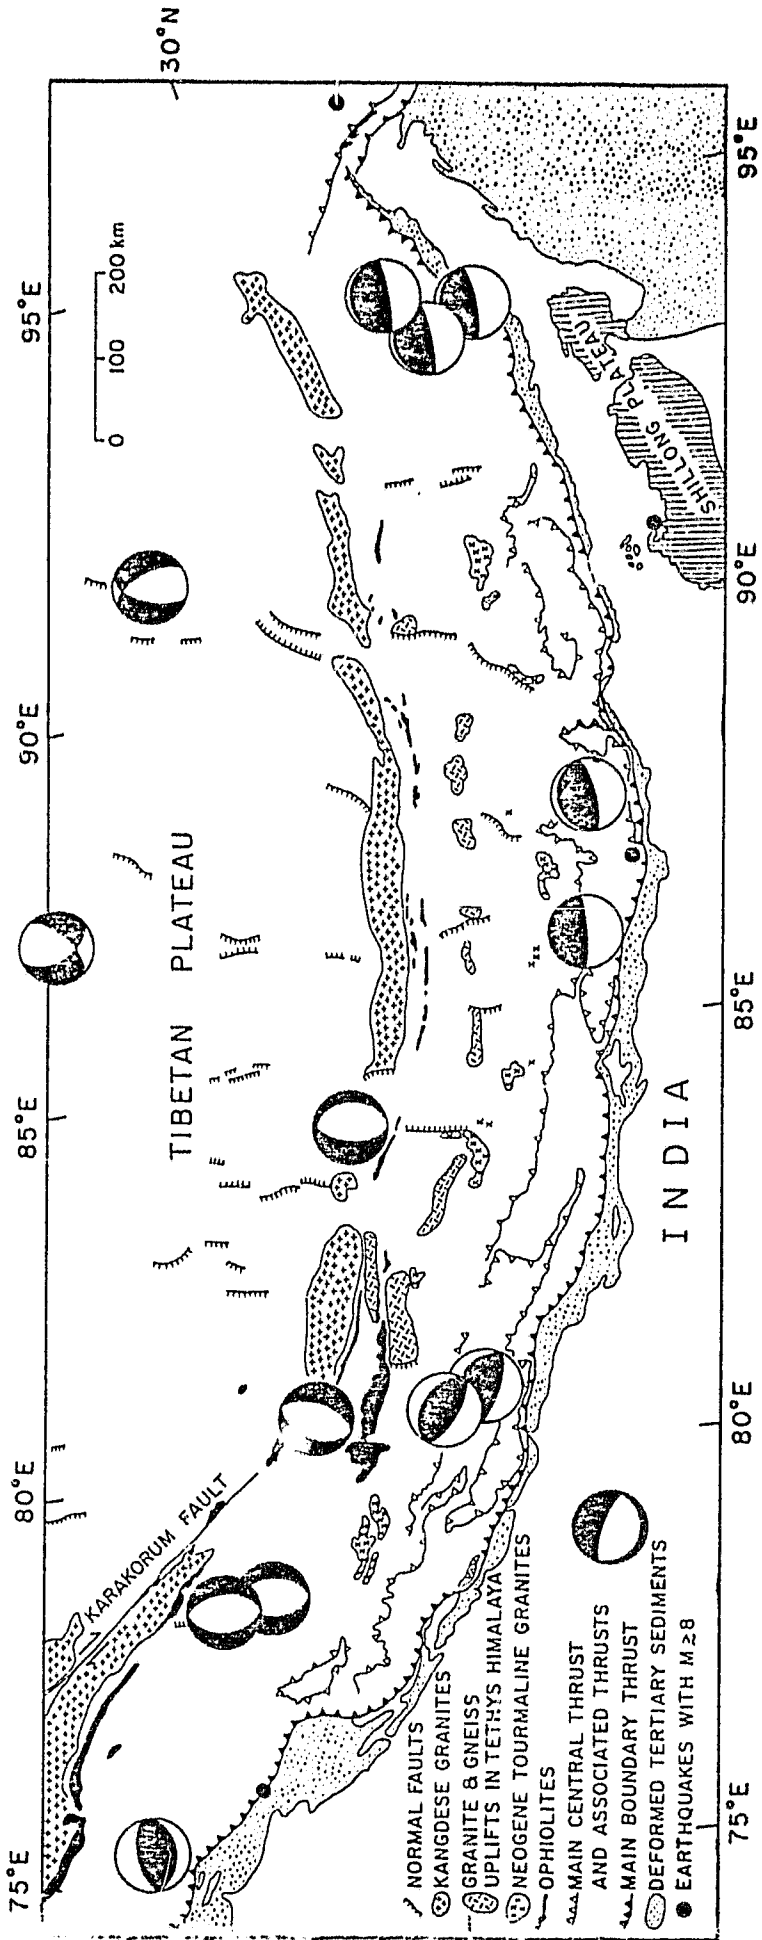 75°E
80°E
85°E
90°E
95°E
30°N
0 100 200 km
KARAKORUM FAULT
TIBETAN PLATEAU
INDIA
SHILLONG PLATEAU
NORMAL FAULTS
KANGDESE GRANITES
GRANITE & GNEISS
UPLIFTS IN TETHYS HIMALAYA
NEOGENE TOURMALINE GRANITES
OPHIOLITES
MAIN CENTRAL THRUST
AND ASSOCIATED THRUSTS
MAIN BOUNDARY THRUST
DEFORMED TERTIARY SEDIMENTS
EARTHQUAKES WITH M≥8
75°E
80°E
85°E
90°E
95°E